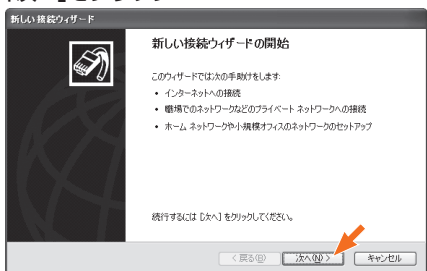 新しい接続ウィザード
新しい接続ウィザードの開始
このウィザードでは次の手助けをします:
• インターネットへの接続
• 職場でのネットワークなどのプライベート ネットワークへの接続
• ホーム ネットワークや小規模オフィスのネットワークのセットアップ
続行するには [次へ] をクリックしてください。
< 戻る(B) 次へ(N) > キャンセル